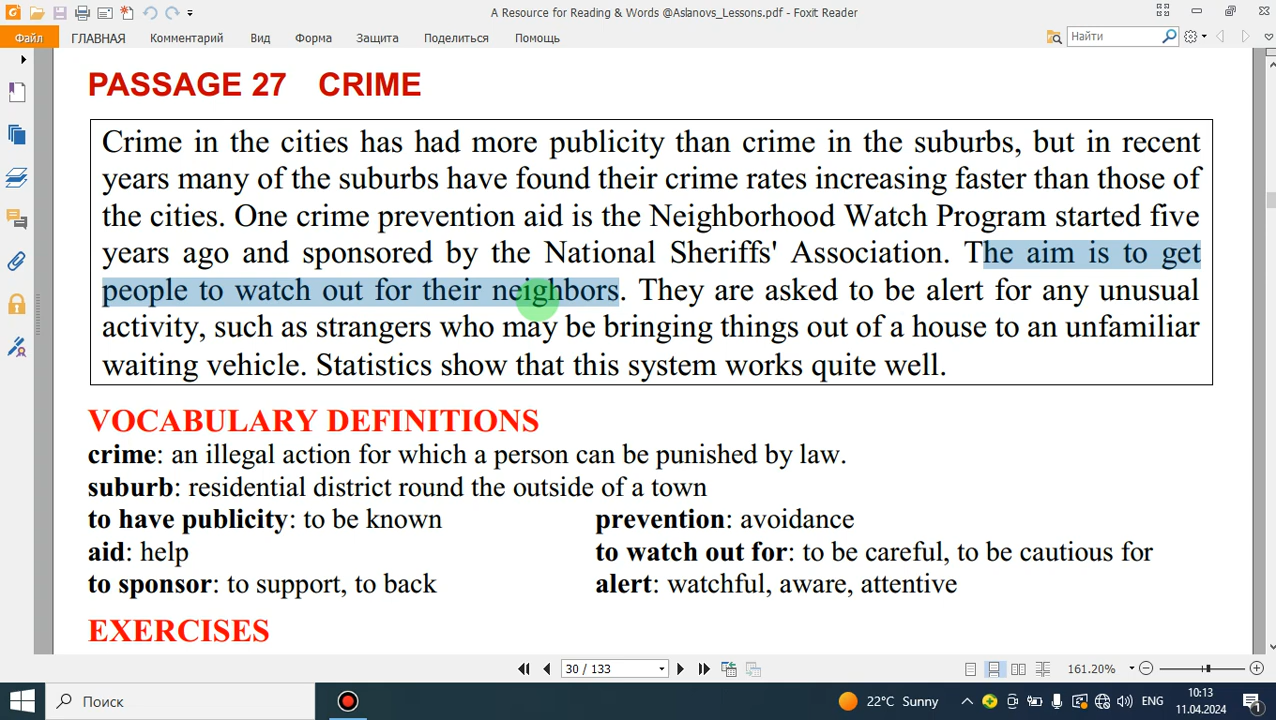 A Resource for Reading & Words @Aslanovs_Lessons.pdf - Foxit Reader
Файл ГЛАВНАЯ Комментарий Вид Форма Защита Поделиться Помощь Найти
PASSAGE 27 CRIME
Crime in the cities has had more publicity than crime in the suburbs, but in recent
years many of the suburbs have found their crime rates increasing faster than those of
the cities. One crime prevention aid is the Neighborhood Watch Program started five
years ago and sponsored by the National Sheriffs' Association. The aim is to get
people to watch out for their neighbors. They are asked to be alert for any unusual
activity, such as strangers who may be bringing things out of a house to an unfamiliar
waiting vehicle. Statistics show that this system works quite well.
VOCABULARY DEFINITIONS
crime: an illegal action for which a person can be punished by law.
suburb: residential district round the outside of a town
to have publicity: to be known prevention: avoidance
aid: help to watch out for: to be careful, to be cautious for
to sponsor: to support, to back alert: watchful, aware, attentive
EXERCISES
30 / 133 161.20%
Поиск 22°C Sunny ENG 10:13
11.04.2024 1